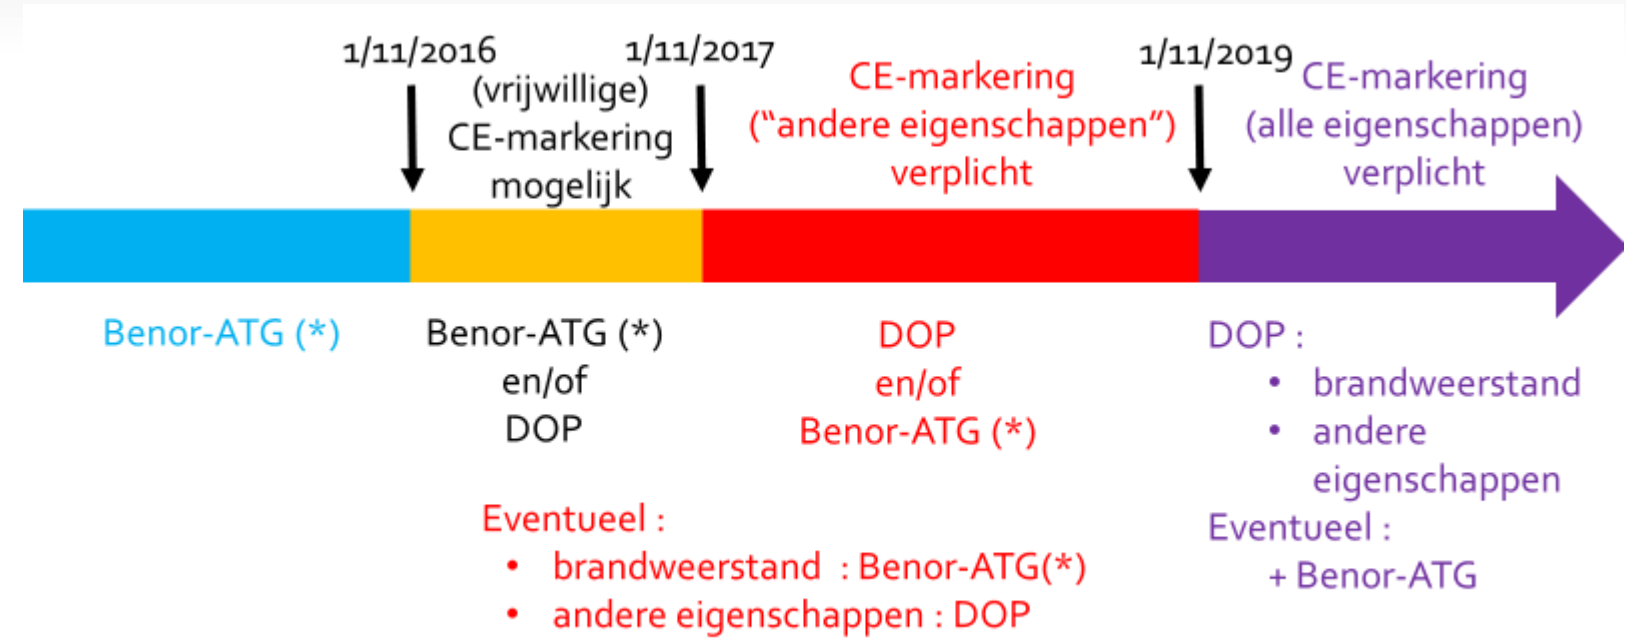 1/11/2016
(vrijwillige)
CE-markering
mogelijk
1/11/2017
CE-markering
(“andere eigenschappen”)
verplicht
1/11/2019
CE-markering
(alle eigenschappen)
verplicht
Benor-ATG (*)
Benor-ATG (*)
en/of
DOP
DOP
en/of
Benor-ATG (*)
Eventueel :
• brandweerstand : Benor-ATG(*)
• andere eigenschappen : DOP
DOP :
• brandweerstand
• andere
eigenschappen
Eventueel :
+ Benor-ATG